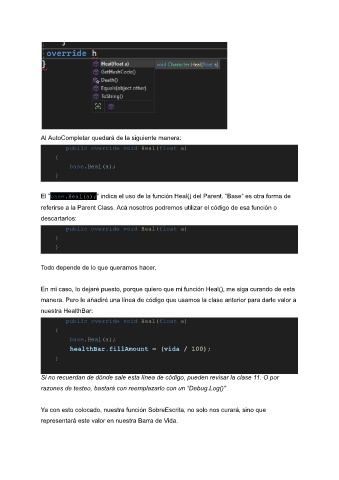 }
override h
}
Heal(float a)
void Character.Heal(float a)
GetHashCode()
Death()
Equals(object other)
ToString()
Al AutoCompletar quedará de la siguiente manera:
public override void Heal(float a)
{
base.Heal(a);
}
El "base.Heal(a);" indica el uso de la función Heal() del Parent. "Base" es otra forma de
referirse a la Parent Class. Acá nosotros podremos utilizar el código de esa función o
descartarlos:
public override void Heal(float a)
{
}
Todo depende de lo que queramos hacer.
En mi caso, lo dejaré puesto, porque quiero que mi función Heal(), me siga curando de esta
manera. Pero le añadiré una línea de código que usamos la clase anterior para darle valor a
nuestra HealthBar:
public override void Heal(float a)
{
base.Heal(a);
healthBar.fillAmount = (vida / 100);
}
Si no recuerdan de dónde sale esta línea de código, pueden revisar la clase 11. O por
razones de testeo, bastará con reemplazarlo con un "Debug.Log()"
Ya con esto colocado, nuestra función SobreEscrita, no solo nos curará, sino que
representará este valor en nuestra Barra de Vida.